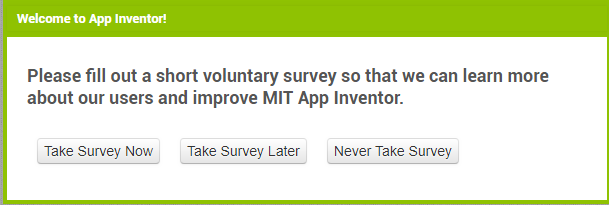 Welcome to App Inventor!
Please fill out a short voluntary survey so that we can learn more
about our users and improve MIT App Inventor.
Take Survey Now Take Survey Later Never Take Survey